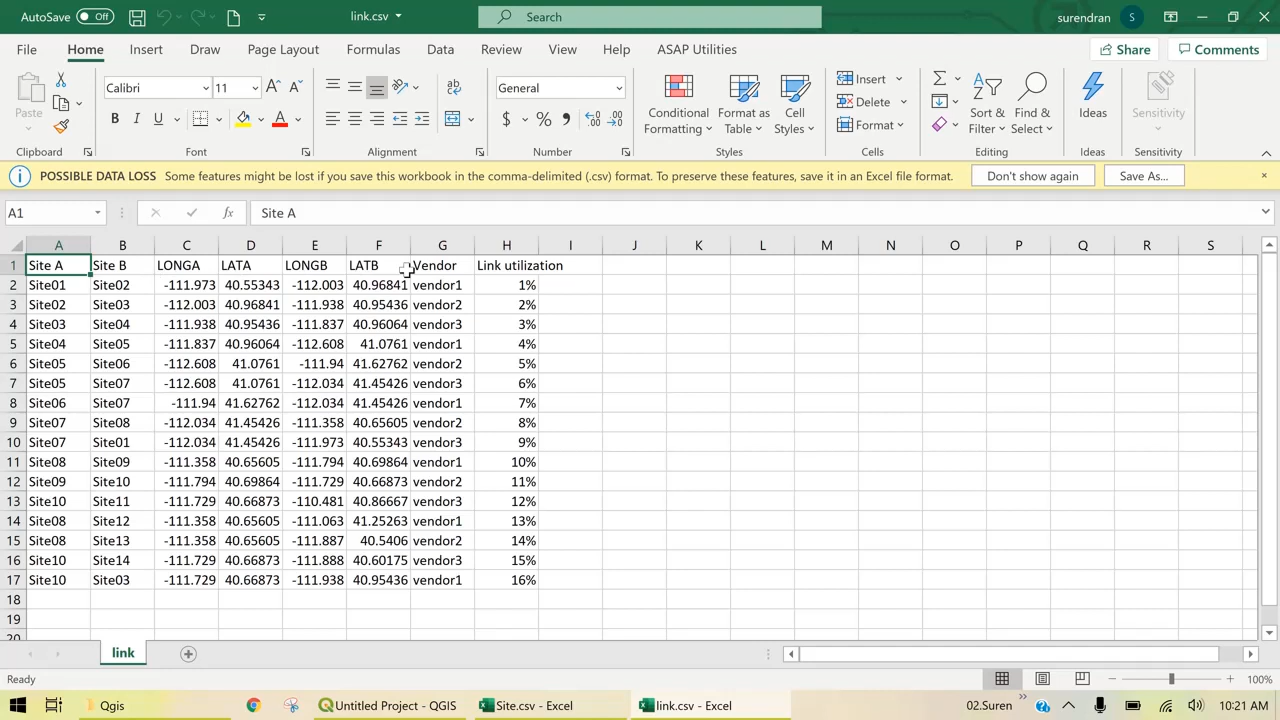 AutoSave Off link.csv Search surendran S
File Home Insert Draw Page Layout Formulas Data Review View Help ASAP Utilities Share Comments
Paste Calibri 11 General Conditional Formatting Format as Table Cell Styles Insert Delete Format Sort & Filter Find & Select Ideas Sensitivity
Clipboard Font Alignment Number Styles Cells Editing Ideas Sensitivity
POSSIBLE DATA LOSS Some features might be lost if you save this workbook in the comma-delimited (.csv) format. To preserve these features, save it in an Excel file format. Don't show again Save As...
A1 fx Site A
A B C D E F G H I J K L M N O P Q R S
1 Site A Site B LONGA LATA LONGB LATB Vendor Link utilization
2 Site01 Site02 -111.973 40.55343 -112.003 40.96841 vendor1 1%
3 Site02 Site03 -112.003 40.96841 -111.938 40.95436 vendor2 2%
4 Site03 Site04 -111.938 40.95436 -111.837 40.96064 vendor3 3%
5 Site04 Site05 -111.837 40.96064 -112.608 41.0761 vendor1 4%
6 Site05 Site06 -112.608 41.0761 -111.94 41.62762 vendor2 5%
7 Site05 Site07 -112.608 41.0761 -112.034 41.45426 vendor3 6%
8 Site06 Site07 -111.94 41.62762 -112.034 41.45426 vendor1 7%
9 Site07 Site08 -112.034 41.45426 -111.358 40.65605 vendor2 8%
10 Site07 Site01 -112.034 41.45426 -111.973 40.55343 vendor3 9%
11 Site08 Site09 -111.358 40.65605 -111.794 40.69864 vendor1 10%
12 Site09 Site10 -111.794 40.69864 -111.729 40.66873 vendor2 11%
13 Site10 Site11 -111.729 40.66873 -110.481 40.86667 vendor3 12%
14 Site08 Site12 -111.358 40.65605 -111.063 41.25263 vendor1 13%
15 Site08 Site13 -111.358 40.65605 -111.887 40.5406 vendor2 14%
16 Site10 Site14 -111.729 40.66873 -111.888 40.60175 vendor3 15%
17 Site10 Site03 -111.729 40.66873 -111.938 40.95436 vendor1 16%
18
19
20
link
Ready 100%
Qgis Untitled Project - QGIS Site.csv - Excel link.csv - Excel 02.Suren 10:21 AM